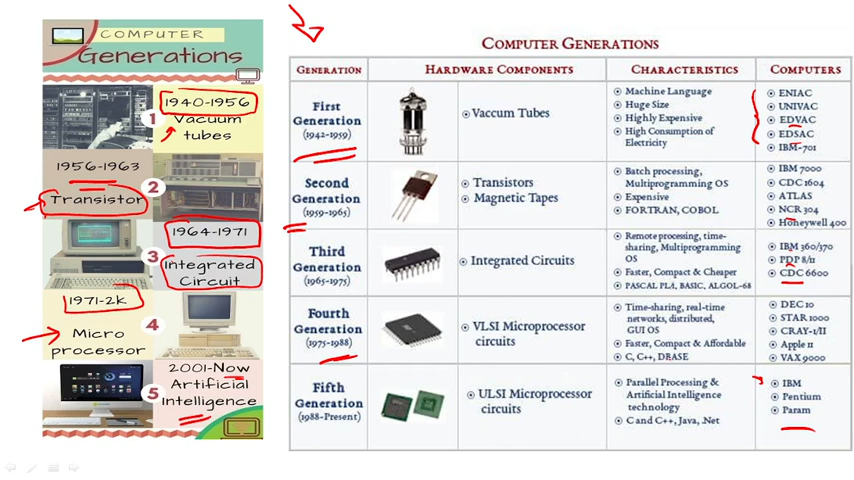 COMPUTER
Generations
1940-1956
1
Vacuum
tubes
1956-1963
2
Transistor
1964-1971
3
Integrated
Circuit
1971-2K
4
Micro
processor
2001-Now
5
Artificial
Intelligence
COMPUTER GENERATIONS
GENERATION HARDWARE COMPONENTS CHARACTERISTICS COMPUTERS
First
Generation
(1942-1959)
Vaccum Tubes
Machine Language
Huge Size
Highly Expensive
High Consumption of
Electricity
ENIAC
UNIVAC
EDVAC
EDSAC
IBM-701
Second
Generation
(1959-1965)
Transistors
Magnetic Tapes
Batch processing,
Multiprogramming OS
Expensive
FORTRAN, COBOL
IBM 7000
CDC 1604
ATLAS
NCR 304
Honeywell 400
Third
Generation
(1965-1975)
Integrated Circuits
Remote processing, time-
sharing, Multiprogramming
OS
Faster, Compact & Cheaper
PASCAL PL/1, BASIC, ALGOL-68
IBM 360/370
PDP 8/11
CDC 6600
Fourth
Generation
(1975-1988)
VLSI Microprocessor
circuits
Time-sharing, real-time
networks, distributed,
GUI OS
Faster, Compact & Affordable
C, C++, DBASE
DEC 10
STAR 1000
CRAY-1/II
Apple II
VAX 9000
Fifth
Generation
(1988-Present)
ULSI Microprocessor
circuits
Parallel Processing &
Artificial Intelligence
technology
C and C++, Java, .Net
IBM
Pentium
Param